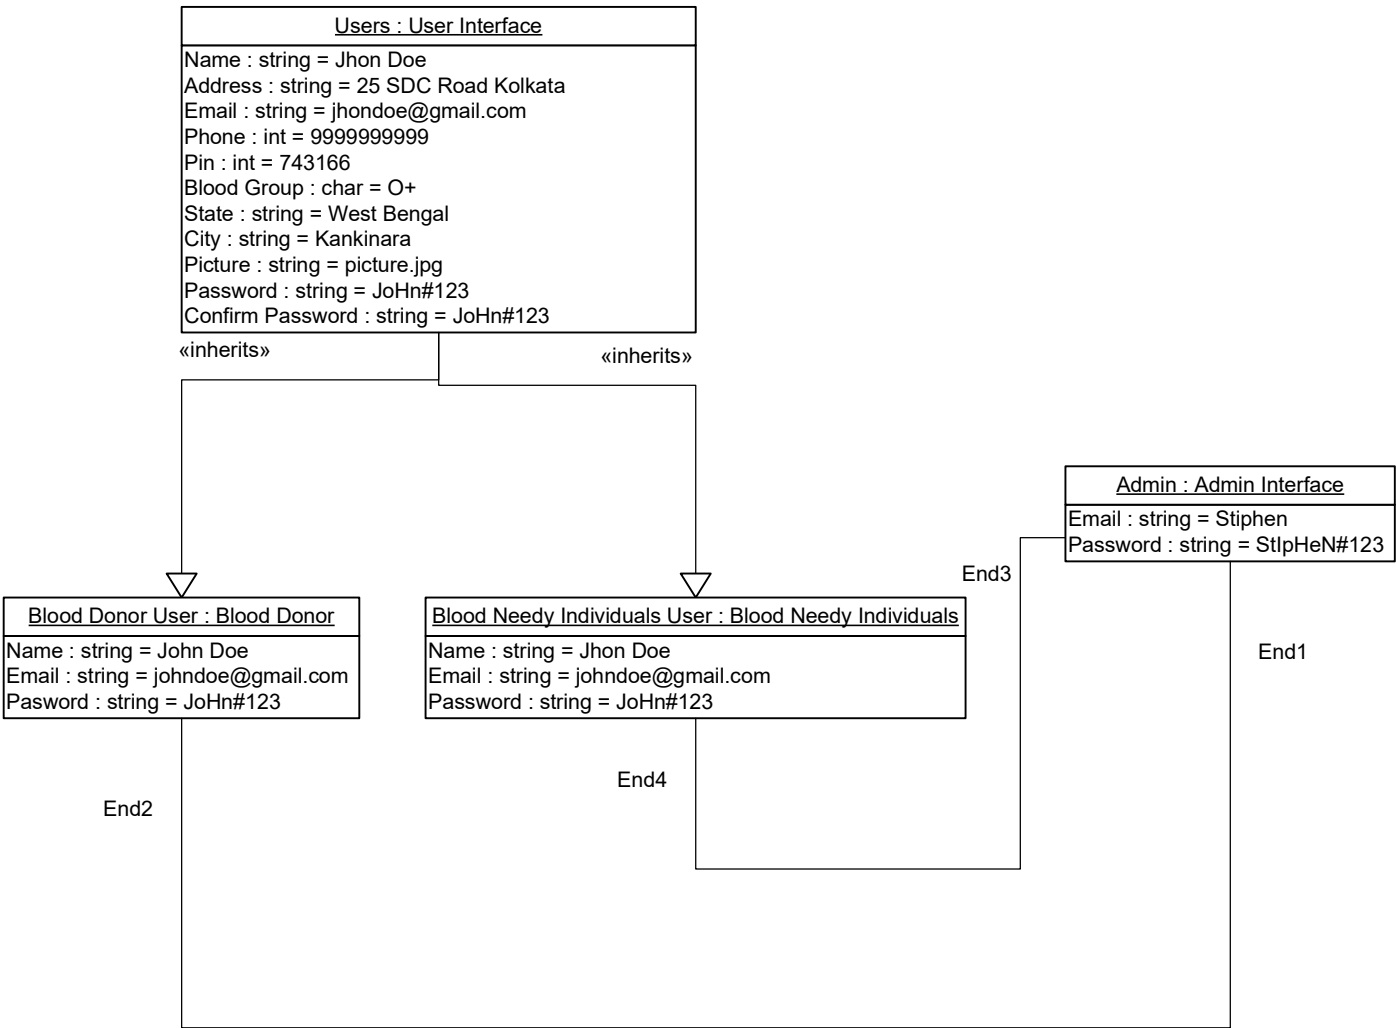 Users : User Interface
Name : string = Jhon Doe
Address : string = 25 SDC Road Kolkata
Email : string = jhondoe@gmail.com
Phone : int = 9999999999
Pin : int = 743166
Blood Group : char = O+
State : string = West Bengal
City : string = Kankinara
Picture : string = picture.jpg
Password : string = JoHn#123
Confirm Password : string = JoHn#123
«inherits»
«inherits»
Admin : Admin Interface
Email : string = Stiphen
Password : string = StIpHeN#123
End3
Blood Donor User : Blood Donor
Name : string = John Doe
Email : string = johndoe@gmail.com
Pasword : string = JoHn#123
Blood Needy Individuals User : Blood Needy Individuals
Name : string = Jhon Doe
Email : string = johndoe@gmail.com
Password : string = JoHn#123
End1
End4
End2